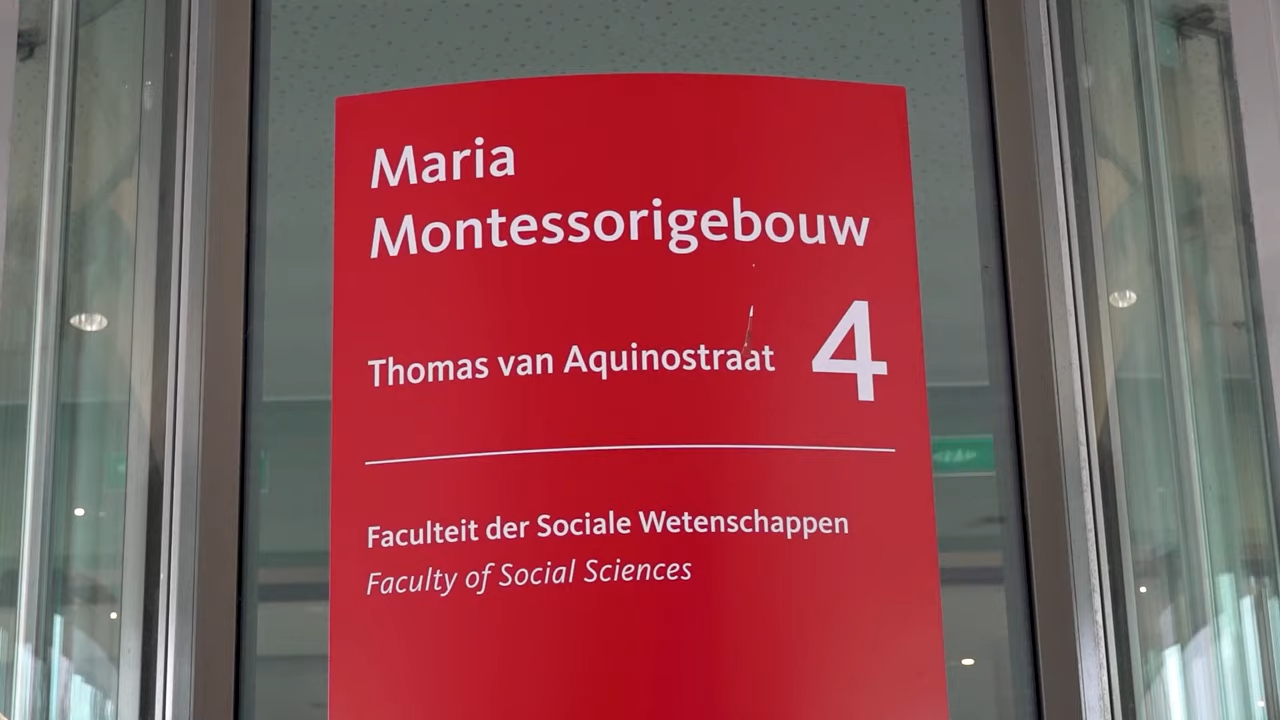 Maria
Montessorigebouw
Thomas van Aquinostraat 4
Faculteit der Sociale Wetenschappen
Faculty of Social Sciences